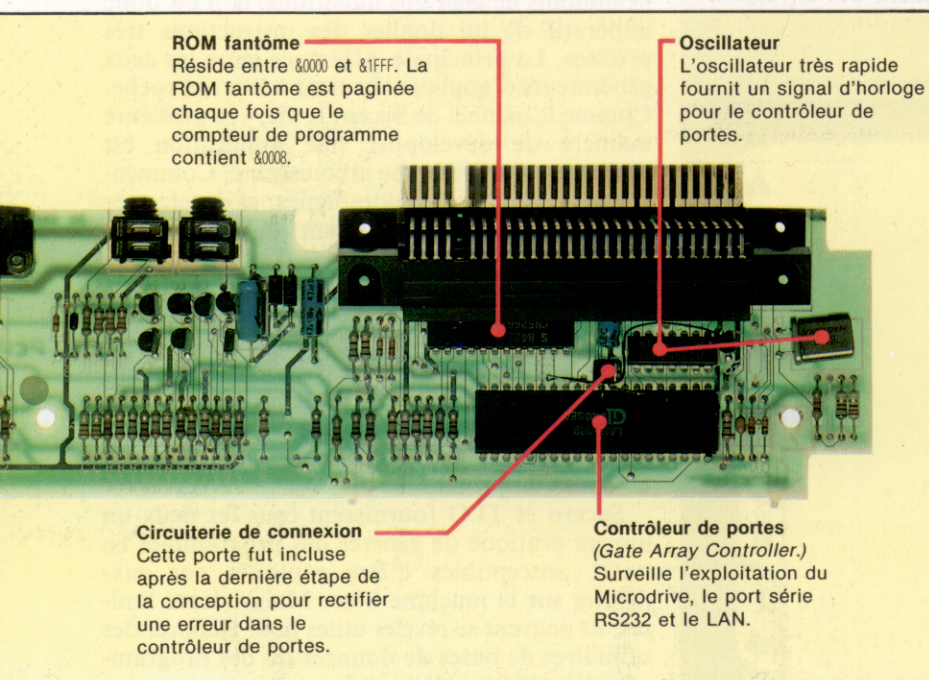 ROM fantôme
Réside entre &0000 et &1FFF. La
ROM fantôme est paginée
chaque fois que le
compteur de programme
contient &0008.
Oscillateur
L'oscillateur très rapide
fournit un signal d'horloge
pour le contrôleur de
portes.
Circuiterie de connexion
Cette porte fut incluse
après la dernière étape de
la conception pour rectifier
une erreur dans le
contrôleur de portes.
Contrôleur de portes
(Gate Array Controller.)
Surveille l'exploitation du
Microdrive, le port série
RS232 et le LAN.